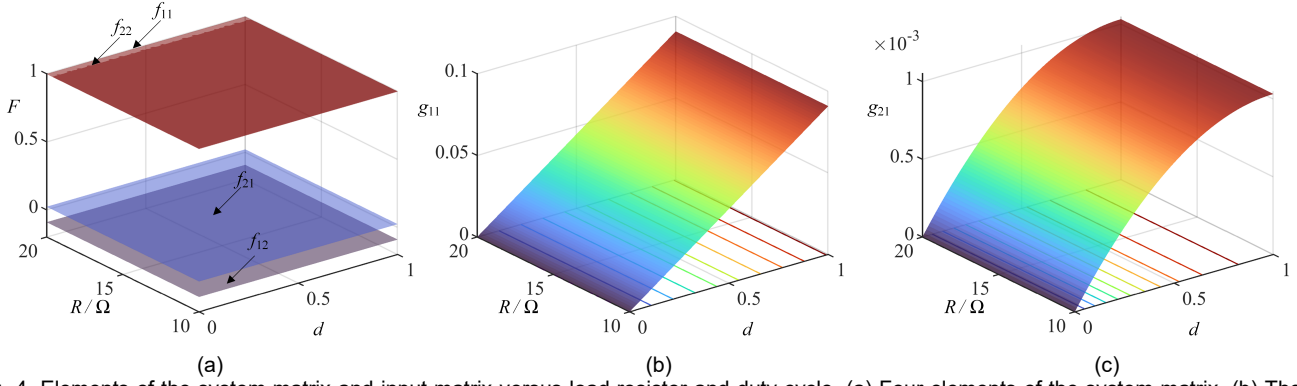 f₂₂ f₁₁
F
1
0.5
0
20
15
10
R / Ω
0
0.5
1
d
f₂₁
f₁₂
(a)
0.1
g₁₁
0.05
0
20
15
10
R / Ω
0
0.5
1
d
(b)
×10⁻³
1
g₂₁
0.5
0
20
15
10
R / Ω
0
0.5
1
d
(c)
4. Elements of the system matrix and input matrix versus load resistor and duty cycle. (a) Four elements of the system matrix. (b) The